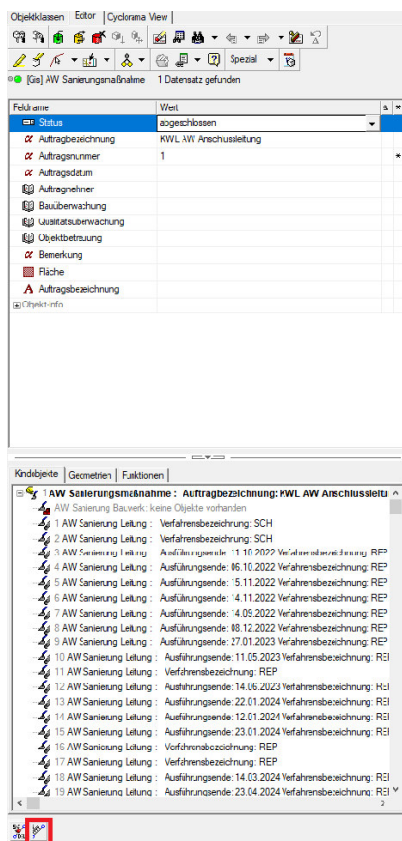 Objektklassen Editor Cyclorama View
Spezial
[Gis] AW Sanierungsmaßnahme 1 Datensatz gefunden
Feldname Wert a *
Status abgeschlossen
Auftragbezeichnung KWL AW Anschlussleitung
Auftragsnummer 1 *
Auftragsdatum
Auftragnehmer
Bauüberwachung
Qualitätsüberwachung
Objektbetreuung
Bemerkung
Fläche
Auftragsbezeichnung
Objekt-Info
Kindobjekte Geometrien Funktionen
1 AW Sanierungsmaßnahme : Auftragbezeichnung: KWL AW Anschlussleitu
AW Sanierung Bauwerk: keine Objekte vorhanden
1 AW Sanierung Leitung : Verfahrensbezeichnung: SCH
2 AW Sanierung Leitung : Verfahrensbezeichnung: SCH
3 AW Sanierung Leitung : Ausführungsende: 11.10.2022 Verfahrensbezeichnung: REP
4 AW Sanierung Leitung : Ausführungsende: 06.10.2022 Verfahrensbezeichnung: REP
5 AW Sanierung Leitung : Ausführungsende: 15.11.2022 Verfahrensbezeichnung: REP
6 AW Sanierung Leitung : Ausführungsende: 14.11.2022 Verfahrensbezeichnung: REP
7 AW Sanierung Leitung : Ausführungsende: 14.09.2022 Verfahrensbezeichnung: REP
8 AW Sanierung Leitung : Ausführungsende: 08.12.2022 Verfahrensbezeichnung: REP
9 AW Sanierung Leitung : Ausführungsende: 27.01.2023 Verfahrensbezeichnung: REP
10 AW Sanierung Leitung : Ausführungsende: 11.05.2023 Verfahrensbezeichnung: REI
11 AW Sanierung Leitung : Verfahrensbezeichnung: REP
12 AW Sanierung Leitung : Ausführungsende: 14.06.2023 Verfahrensbezeichnung: REI
13 AW Sanierung Leitung : Ausführungsende: 22.01.2024 Verfahrensbezeichnung: REI
14 AW Sanierung Leitung : Ausführungsende: 12.01.2024 Verfahrensbezeichnung: REI
15 AW Sanierung Leitung : Ausführungsende: 23.01.2024 Verfahrensbezeichnung: REI
16 AW Sanierung Leitung : Verfahrensbezeichnung: REP
17 AW Sanierung Leitung : Verfahrensbezeichnung: REP
18 AW Sanierung Leitung : Ausführungsende: 14.03.2024 Verfahrensbezeichnung: REI
19 AW Sanierung Leitung : Ausführungsende: 23.04.2024 Verfahrensbezeichnung: REI